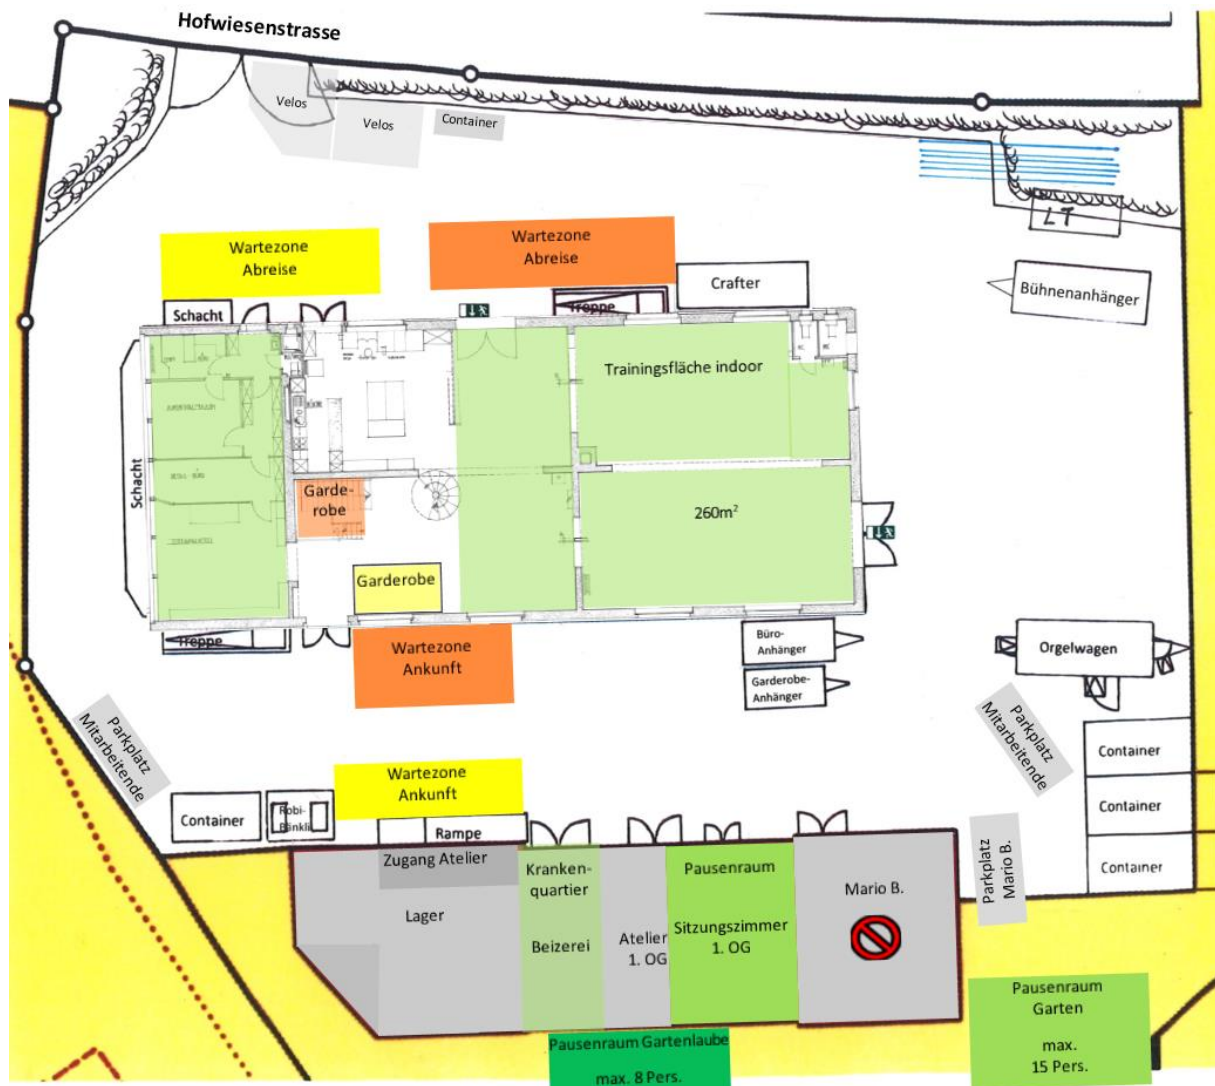 Hofwiesenstrasse
Velos
Velos
Container
LT
Wartezone
Abreise
Wartezone
Abreise
Crafter
Bühnenanhänger
Schacht
Treppe
Trainingsfläche indoor
Schacht
Garde-
robe
260m²
Garderobe
Treppe
Wartezone
Ankunft
Büro-
Anhänger
Garderobe-
Anhänger
Orgelwagen
Parkplatz
Mitarbeitende
Parkplatz
Mitarbeitende
Container
Wartezone
Ankunft
Container
Robi-
Bänkli
Rampe
Container
Container
Zugang Atelier
Lager
Kranken-
quartier
Beizerei
Atelier
1. OG
Pausenraum
Sitzungszimmer
1. OG
Mario B.
Parkplatz
Mario B.
Pausenraum
Garten
max.
15 Pers.
Pausenraum Gartenlaube
max. 8 Pers.